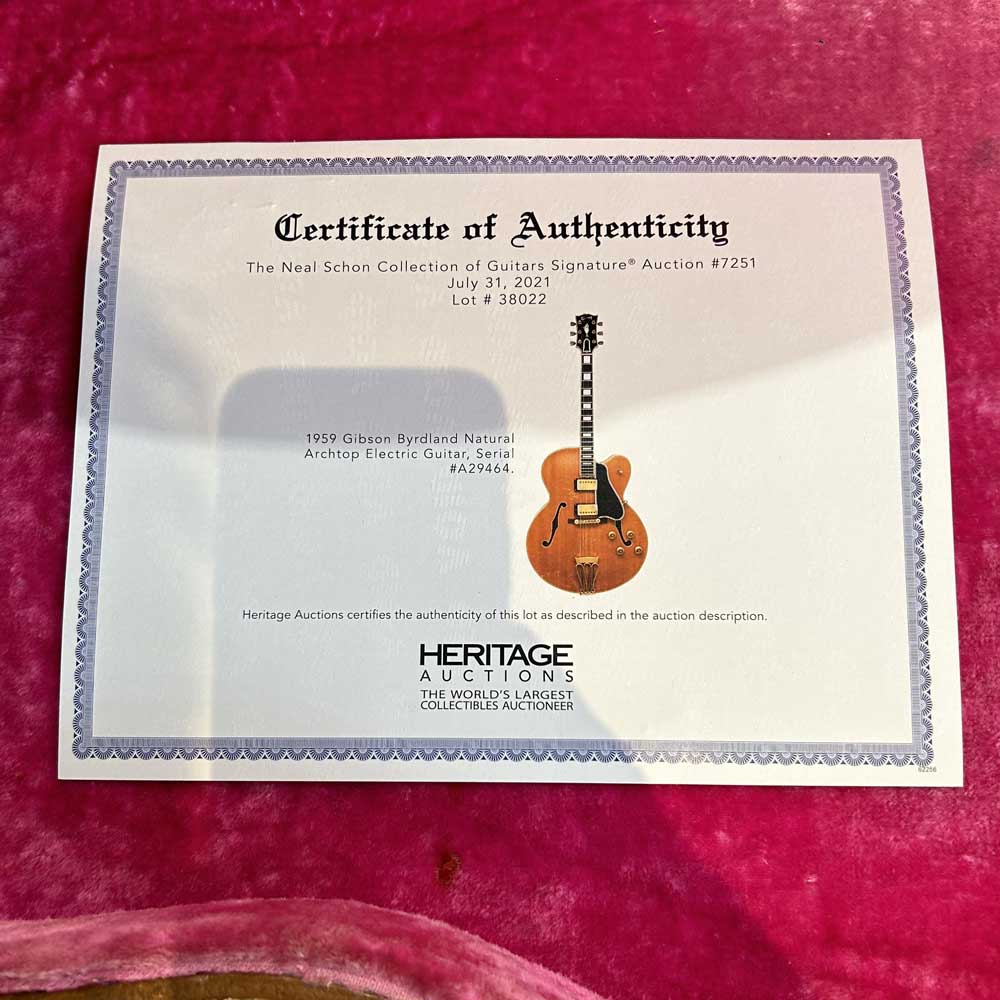 Certificate of Authenticity
The Neal Schon Collection of Guitars Signature® Auction #7251
July 31, 2021
Lot # 38022
1959 Gibson Byrdland Natural
Archtop Electric Guitar, Serial
#A29464.
Heritage Auctions certifies the authenticity of this lot as described in the auction description.
HERITAGE
AUCTIONS
THE WORLD'S LARGEST
COLLECTIBLES AUCTIONEER
62256